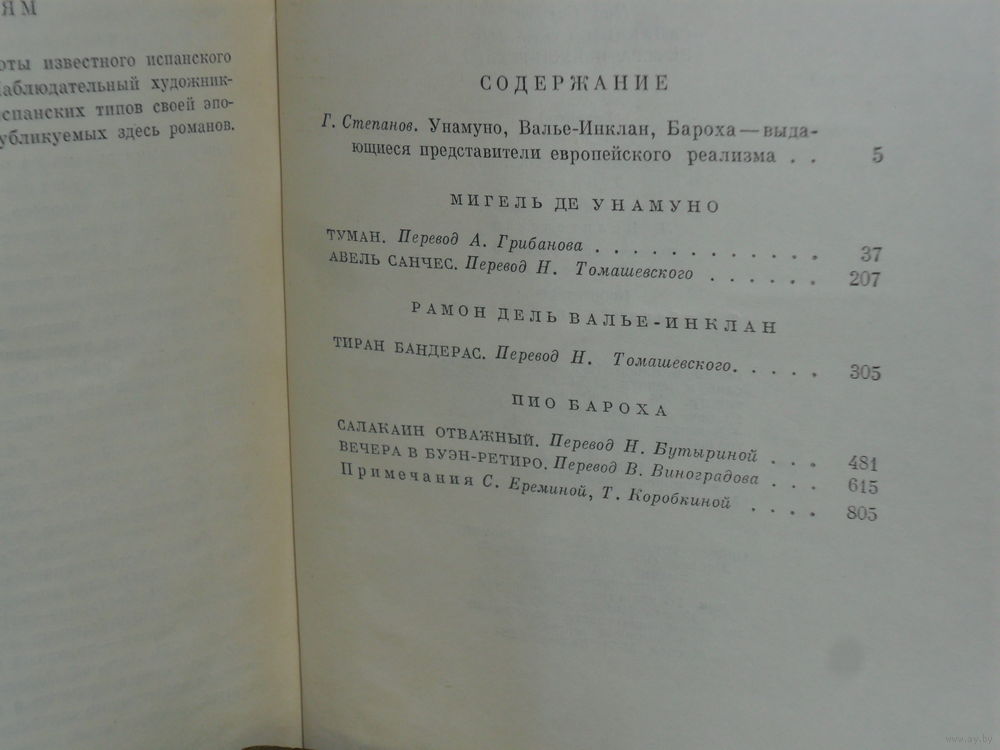 ЯМ
оты известного испанского
наблюдательный художник-
испанских типов своей эпо-
убликуемых здесь романов.
СОДЕРЖАНИЕ
Г. Степанов. Унамуно, Валье-Инклан, Бароха — выда-
ющиеся представители европейского реализма . . 5
МИГЕЛЬ ДЕ УНАМУНО
ТУМАН. Перевод А. Грибанова . . . . . . . . . . . . 37
АВЕЛЬ САНЧЕС. Перевод Н. Томашевского . . . . . . 207
РАМОН ДЕЛЬ ВАЛЬЕ-ИНКЛАН
ТИРАН БАНДЕРАС. Перевод Н. Томашевского. . . . . 305
ПИО БАРОХА
САЛАКАИН ОТВАЖНЫЙ. Перевод Н. Бутыриной . . . 481
ВЕЧЕРА В БУЭН-РЕТИРО. Перевод В. Виноградова . . . 615
Примечания С. Ереминой, Т. Коробкиной . . . . 805
www.ay.by